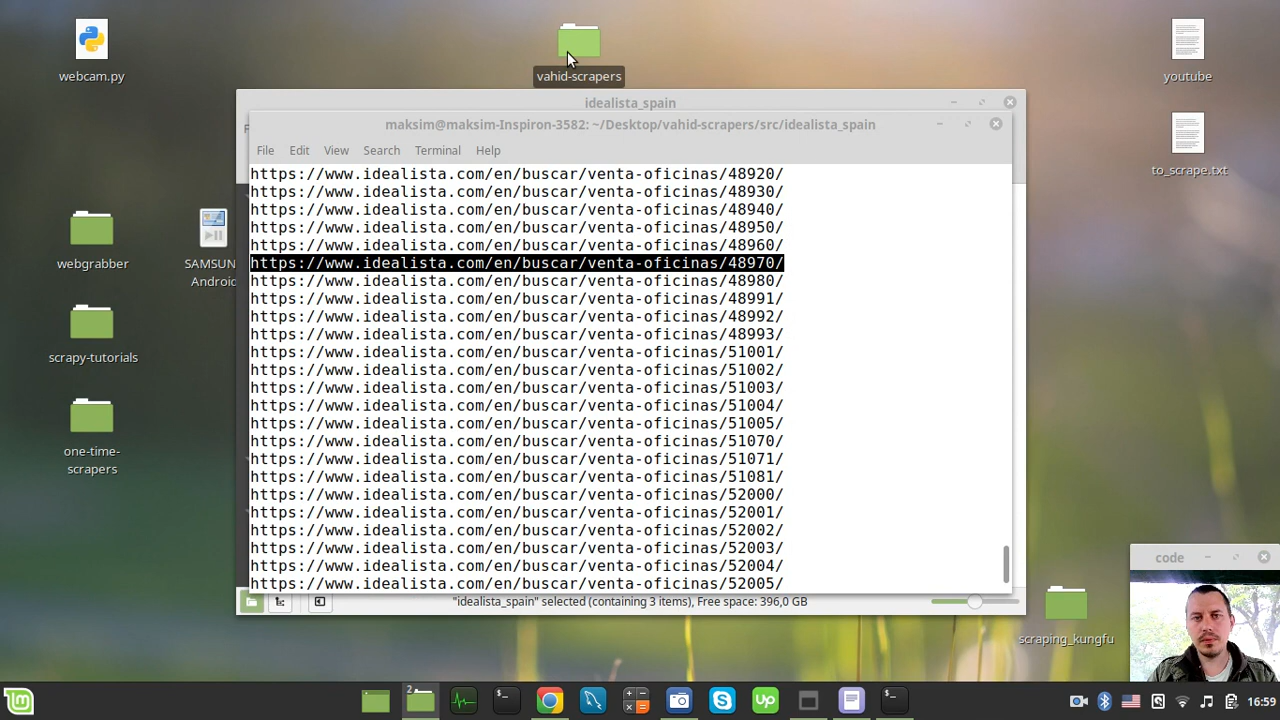 webcam.py
vahid-scrapers
youtube
to_scrape.txt
webgrabber
SAMSUN
Android
scrapy-tutorials
one-time-
scrapers
scraping_kungfu
idealista_spain
maksim@maksim-Inspiron-3582: ~/Desktop/vahid-scrapers/src/idealista_spain
File Edit View Search Terminal
https://www.idealista.com/en/buscar/venta-oficinas/48920/
https://www.idealista.com/en/buscar/venta-oficinas/48930/
https://www.idealista.com/en/buscar/venta-oficinas/48940/
https://www.idealista.com/en/buscar/venta-oficinas/48950/
https://www.idealista.com/en/buscar/venta-oficinas/48960/
https://www.idealista.com/en/buscar/venta-oficinas/48970/
https://www.idealista.com/en/buscar/venta-oficinas/48980/
https://www.idealista.com/en/buscar/venta-oficinas/48991/
https://www.idealista.com/en/buscar/venta-oficinas/48992/
https://www.idealista.com/en/buscar/venta-oficinas/48993/
https://www.idealista.com/en/buscar/venta-oficinas/51001/
https://www.idealista.com/en/buscar/venta-oficinas/51002/
https://www.idealista.com/en/buscar/venta-oficinas/51003/
https://www.idealista.com/en/buscar/venta-oficinas/51004/
https://www.idealista.com/en/buscar/venta-oficinas/51005/
https://www.idealista.com/en/buscar/venta-oficinas/51070/
https://www.idealista.com/en/buscar/venta-oficinas/51071/
https://www.idealista.com/en/buscar/venta-oficinas/51081/
https://www.idealista.com/en/buscar/venta-oficinas/52000/
https://www.idealista.com/en/buscar/venta-oficinas/52001/
https://www.idealista.com/en/buscar/venta-oficinas/52002/
https://www.idealista.com/en/buscar/venta-oficinas/52003/
https://www.idealista.com/en/buscar/venta-oficinas/52004/
https://www.idealista.com/en/buscar/venta-oficinas/52005/
"idealista_spain" selected (containing 3 items), Free space: 396,0 GB
code
2
up
16:59